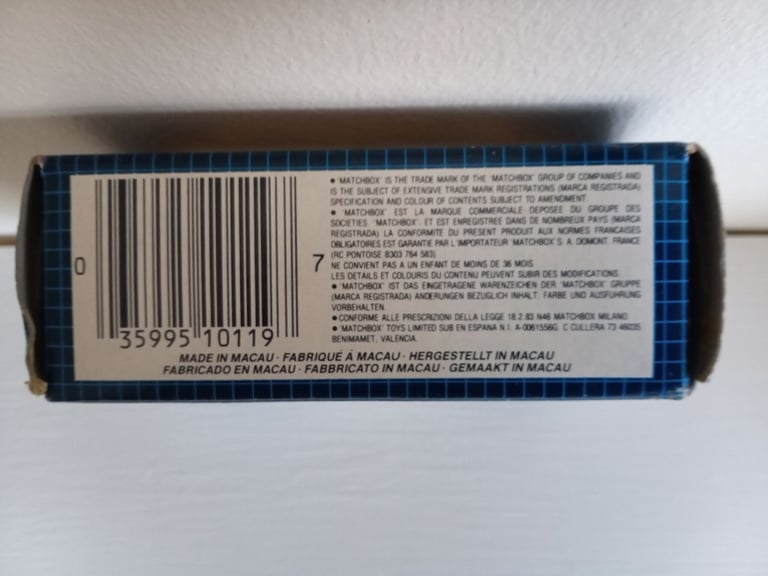 0 35995 10119 7
• 'MATCHBOX' IS THE TRADE MARK OF THE 'MATCHBOX' GROUP OF COMPANIES AND
IS THE SUBJECT OF EXTENSIVE TRADE MARK REGISTRATIONS (MARCA REGISTRADA)
SPECIFICATION AND COLOUR OF CONTENTS SUBJECT TO AMENDMENT.
• 'MATCHBOX' EST LA MARQUE COMMERCIALE DEPOSEE DU GROUPE DES
SOCIETIES. 'MATCHBOX'. ET EST ENREGISTREE DANS DE NOMBREUX PAYS (MARCA
REGISTRADA) LA CONFORMITE DU PRESENT PRODUIT AUX NORMES FRANCAISES
OBLIGATOIRES EST GARANTIE PAR L'IMPORTATEUR 'MATCHBOX' S. A. DOMONT. FRANCE
(RC PONTOISE B303 764 583)
NE CONVIENT PAS A UN ENFANT DE MOINS DE 36 MOIS
LES DETAILS ET COLOURIS DU CONTENU PEUVENT SUBIR DES MODIFICATIONS.
• 'MATCHBOX' IST DAS EINGETRAGENE WARENZEICHEN DER 'MATCHBOX' GRUPPE
(MARCA REGISTRADA) ANDERUNGEN BEZUGLICH INHALT. FARBE UND AUSFUHRUNG
VORBEHALTEN.
• CONFORME ALLE PRESCRIZIONI DELLA LEGGE 18.2.83 N46 MATCHBOX MILANO.
• 'MATCHBOX' TOYS LIMITED SUB EN ESPANA N.I. A-0061556G. C CULLERA 73 46035
BENIMAMET, VALENCIA.
MADE IN MACAU · FABRIQUÉ À MACAU · HERGESTELLT IN MACAU
FABRICADO EN MACAU · FABBRICATO IN MACAU · GEMAAKT IN MACAU